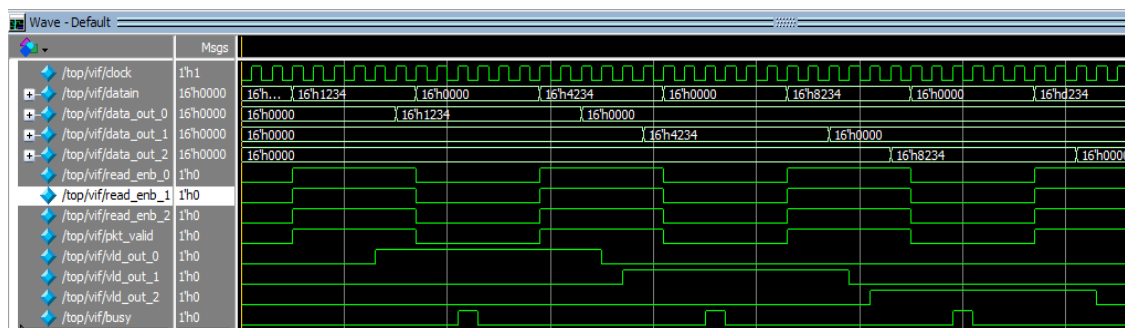 Wave - Default
Msgs
/top/vif/clock 1'h1
/top/vif/datain 16'h0000 16'h... 16'h1234 16'h0000 16'h4234 16'h0000 16'h8234 16'h0000 16'hd234
/top/vif/data_out_0 16'h0000 16'h0000 16'h1234 16'h0000
/top/vif/data_out_1 16'h0000 16'h0000 16'h4234 16'h0000
/top/vif/data_out_2 16'h0000 16'h0000 16'h8234 16'h000
/top/vif/read_enb_0 1'h0
/top/vif/read_enb_1 1'h0
/top/vif/read_enb_2 1'h0
/top/vif/pkt_valid 1'h0
/top/vif/vld_out_0 1'h0
/top/vif/vld_out_1 1'h0
/top/vif/vld_out_2 1'h0
/top/vif/busy 1'h0